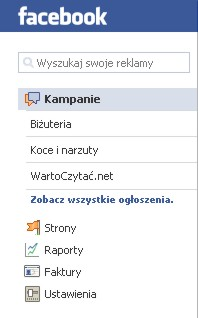 facebook
Wyszukaj swoje reklamy
Kampanie
Biżuteria
Koce i narzuty
WartoCzytać.net
Zobacz wszystkie ogłoszenia.
Strony
Raporty
Faktury
Ustawienia